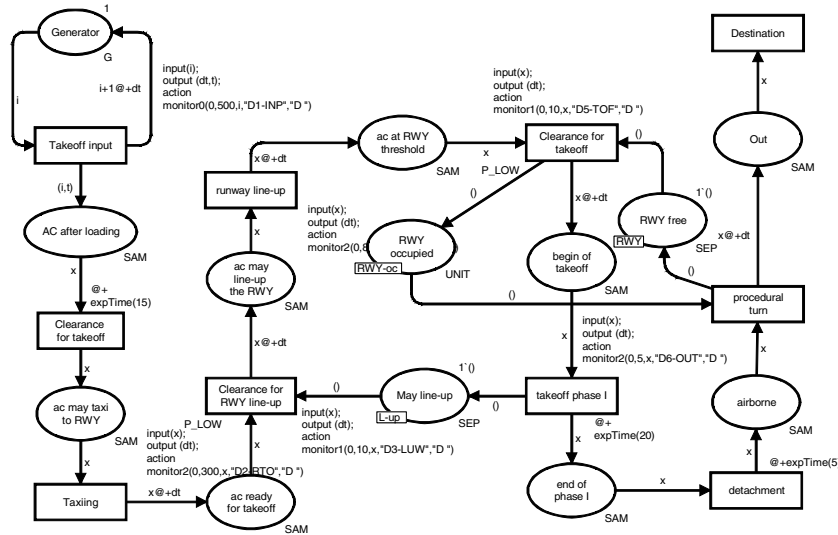 1
Generator
G
i
i+1@+dt
input(i);
output (dt,t);
action
monitor0(0,500,i,"D1-INP","D ")
Takeoff input
(i,t)
AC after loading
SAM
x
@+
expTime(15)
Clearance
for takeoff
x
ac may taxi
to RWY
SAM
x
Taxiing
x@+dt
input(x);
output (dt);
action
monitor2(0,300,x,"D2-RTO","D ")
ac ready
for takeoff
SAM
x
P_LOW
Clearance for
RWY line-up
input(x);
output (dt);
action
monitor1(0,10,x,"D3-LUW","D ")
x@+dt
ac may
line-up
the RWY
SAM
x
input(x);
output (dt);
action
monitor2(0,8
)
runway line-up
x@+dt
ac at RWY
threshold
SAM
x
input(x);
output (dt);
action
monitor1(0,10,x,"D5-TOF","D ")
Clearance for
takeoff
P_LOW
()
RWY
occupied
RWY-oc
UNIT
()
x@+dt
begin of
takeoff
SAM
x
input(x);
output (dt);
action
monitor2(0,5,x,"D6-OUT","D ")
takeoff phase I
()
1`()
May line-up
L-up
SEP
()
@+
expTime(20)
x
end of
phase I
SAM
x
detachment
@+expTime(5
x
airborne
SAM
x
procedural
turn
()
1`()
RWY free
RWY
SEP
()
x@+dt
Out
SAM
x
Destination